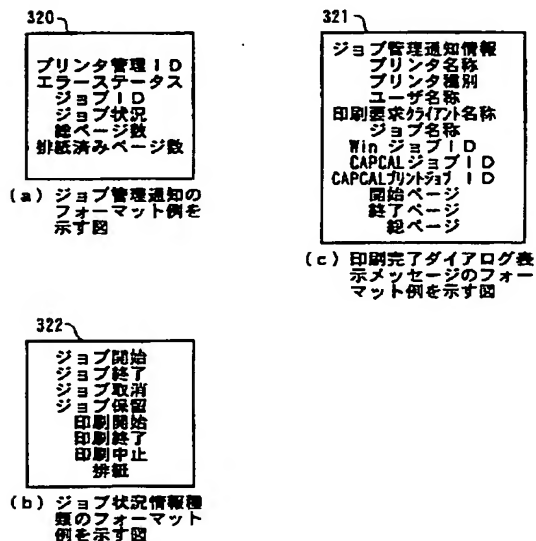 320
プリンタ管理ID
エラーステータス
ジョブID
ジョブ状況
総ページ数
排紙済みページ数
(a) ジョブ管理通知の
フォーマット例を
示す図
321
ジョブ管理通知情報
プリンタ名称
プリンタ種別
ユーザ名称
印刷要求クライアント名称
ジョブ名称
Win ジョブID
CAPCALジョブID
CAPCALプリントジョブ ID
開始ページ
終了ページ
総ページ
(c) 印刷完了ダイアログ表
示メッセージのフォー
マット例を示す図
322
ジョブ開始
ジョブ終了
ジョブ取消
ジョブ保留
印刷開始
印刷終了
印刷中止
排紙
(b) ジョブ状況情報種
類のフォーマット
例を示す図